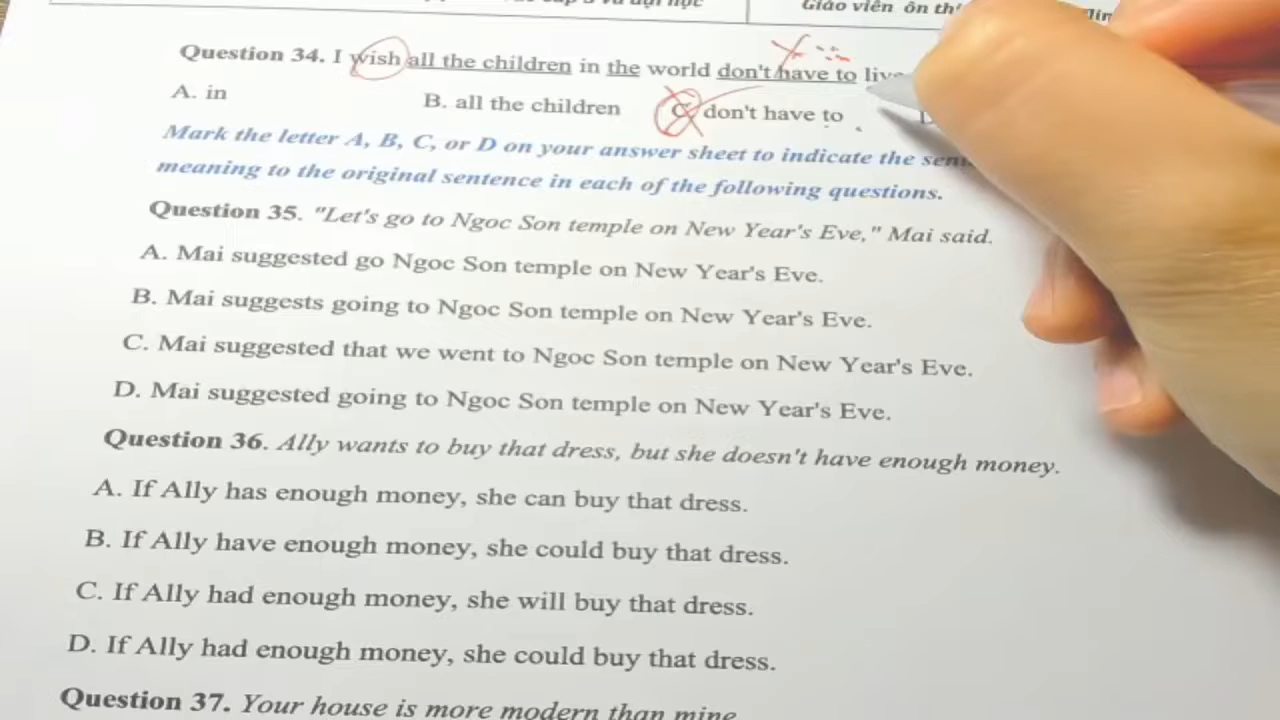 cấp 3 và đại học
Giáo viên ôn thi
Question 34. I wish all the children in the world don't have to live
A. in B. all the children C. don't have to D
Mark the letter A, B, C, or D on your answer sheet to indicate the
meaning to the original sentence in each of the following questions.
Question 35. "Let's go to Ngoc Son temple on New Year's Eve," Mai said.
A. Mai suggested go Ngoc Son temple on New Year's Eve.
B. Mai suggests going to Ngoc Son temple on New Year's Eve.
C. Mai suggested that we went to Ngoc Son temple on New Year's Eve.
D. Mai suggested going to Ngoc Son temple on New Year's Eve.
Question 36. Ally wants to buy that dress, but she doesn't have enough money.
A. If Ally has enough money, she can buy that dress.
B. If Ally have enough money, she could buy that dress.
C. If Ally had enough money, she will buy that dress.
D. If Ally had enough money, she could buy that dress.
Question 37. Your house is more modern than mine